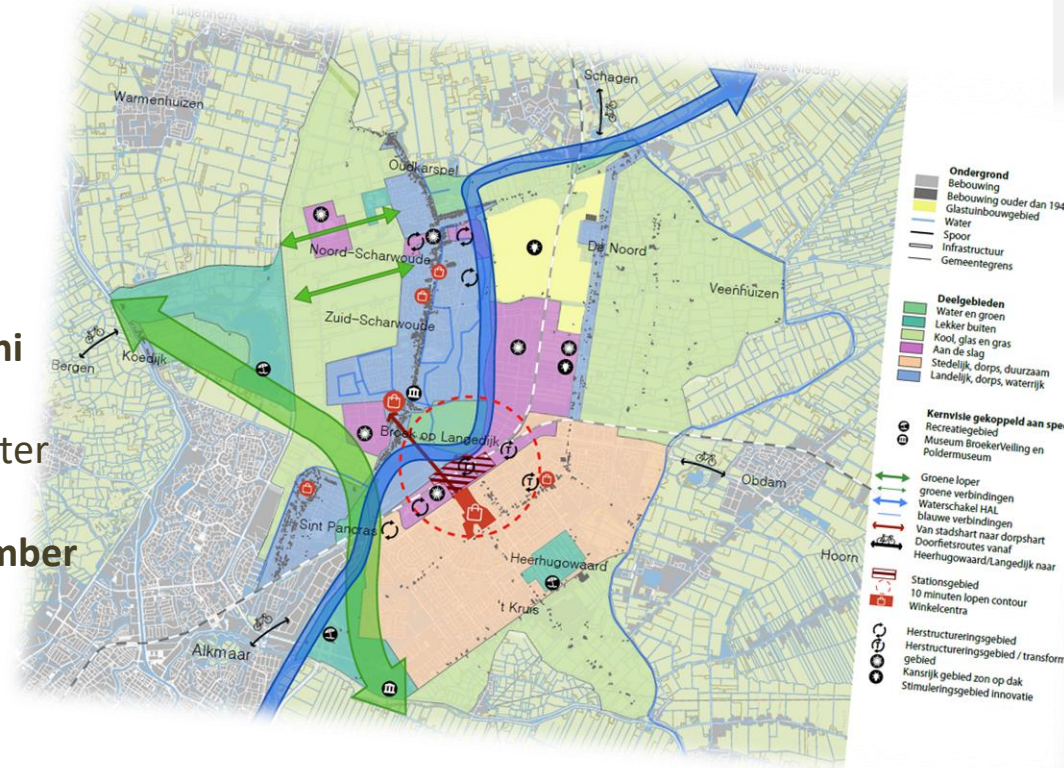 ni
ter
mber
Tuitjenhorn
Warmenhuizen
Schagen
Nieuwe Niedorp
Oudkarspel
Noord-Scharwoude
De Noord
Veenhuizen
Zuid-Scharwoude
Koedijk
Bergen
Broek op Langedijk
Sint Pancras
Obdam
Hoorn
Heerhugowaard
't Kruis
Alkmaar
Ondergrond
Bebouwing
Bebouwing ouder dan 194
Glastuinbouwgebied
Water
Spoor
Infrastructuur
Gemeentegrens
Deelgebieden
Water en groen
Lekker buiten
Kool, glas en gras
Aan de slag
Stedelijk, dorps, duurzaam
Landelijk, dorps, waterrijk
Kernvisie gekoppeld aan spe
Recreatiegebied
Museum BroekerVeiling en
Poldermuseum
Groene loper
groene verbindingen
Waterschakel HAL
blauwe verbindingen
Van stadshart naar dorpshart
Doorfietsroutes vanaf
Heerhugowaard/Langedijk naar
Stationsgebied
10 minuten lopen contour
Winkelcentra
Herstructureringsgebied
Herstructureringsgebied / transform
gebied
Kansrijk gebied zon op dak
Stimuleringsgebied innovatie